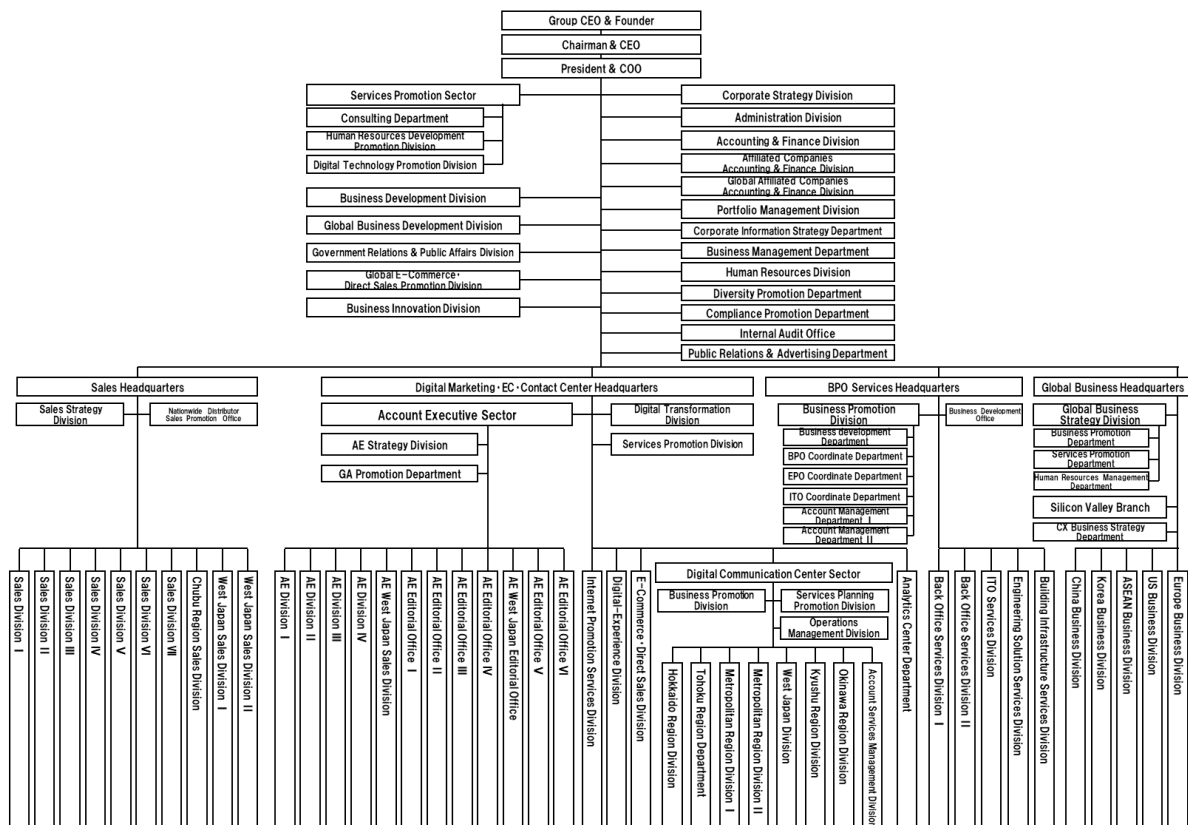 Group CEO & Founder
Chairman & CEO
President & COO
Services Promotion Sector
Consulting Department
Human Resources Development
Promotion Division
Digital Technology Promotion Division
Business Development Division
Global Business Development Division
Government Relations & Public Affairs Division
Global E-Commerce・
Direct Sales Promotion Division
Business Innovation Division
Corporate Strategy Division
Administration Division
Accounting & Finance Division
Affiliated Companies
Accounting & Finance Division
Global Affiliated Companies
Accounting & Finance Division
Portfolio Management Division
Corporate Information Strategy Department
Business Management Department
Human Resources Division
Diversity Promotion Department
Compliance Promotion Department
Internal Audit Office
Public Relations & Advertising Department
Sales Headquarters
Sales Strategy
Division
Nationwide Distributor
Sales Promotion Office
Sales Division I
Sales Division II
Sales Division III
Sales Division IV
Sales Division V
Sales Division VI
Sales Division VII
Chubu Region Sales Division
West Japan Sales Division I
West Japan Sales Division II
Digital Marketing・EC・Contact Center Headquarters
Account Executive Sector
AE Strategy Division
GA Promotion Department
Digital Transformation
Division
Services Promotion Division
AE Division I
AE Division II
AE Division III
AE Division IV
AE West Japan Sales Division
AE Editorial Office I
AE Editorial Office II
AE Editorial Office III
AE Editorial Office IV
AE West Japan Editorial Office
AE Editorial Office V
AE Editorial Office VI
Internet Promotion Services Division
Digital-Experience Division
E-Commerce・Direct Sales Division
Digital Communication Center Sector
Business Promotion
Division
Services Planning
Promotion Division
Operations
Management Division
Hokkaido Region Division
Tohoku Region Department
Metropolitan Region Division I
Metropolitan Region Division II
West Japan Division
Kyushu Region Division
Okinawa Region Division
Account Services Management Division
Analytics Center Department
BPO Services Headquarters
Business Promotion
Division
Business Development
Office
Business development
Department
BPO Coordinate Department
EPO Coordinate Department
ITO Coordinate Department
Account Management
Department I
Account Management
Department II
Back Office Services Division I
Back Office Services Division II
ITO Services Division
Engineering Solution Services Division
Building Infrastructure Services Division
Global Business Headquarters
Global Business
Strategy Division
Business Promotion
Department
Services Promotion
Department
Human Resources Management
Department
Silicon Valley Branch
CX Business Strategy
Department
China Business Division
Korea Business Division
ASEAN Business Division
US Business Division
Europe Business Division